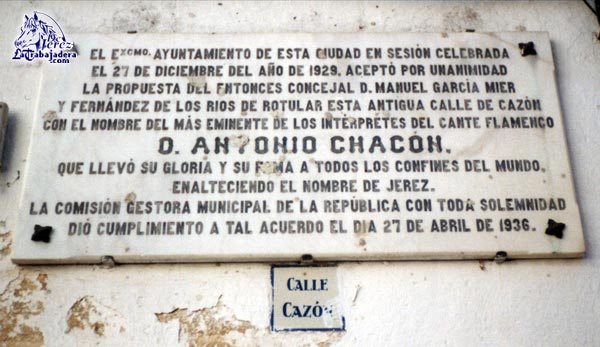 Jerez
LaTrabajadera
.com
EL EXCMO. AYUNTAMIENTO DE ESTA CIUDAD EN SESIÓN CELEBRADA
EL 27 DE DICIEMBRE DEL AÑO DE 1929. ACEPTÓ POR UNANIMIDAD
LA PROPUESTA DEL ENTONCES CONCEJAL D. MANUEL GARCÍA MIER
Y FERNÁNDEZ DE LOS RIOS DE ROTULAR ESTA ANTIGUA CALLE DE CAZÓN
CON EL NOMBRE DEL MÁS EMINENTE DE LOS INTÉRPRETES DEL CANTE FLAMENCO
D. ANTONIO CHACÓN.
QUE LLEVÓ SU GLORIA Y SU FAMA A TODOS LOS CONFINES DEL MUNDO.
ENALTECIENDO EL NOMBRE DE JEREZ.
LA COMISIÓN GESTORA MUNICIPAL DE LA REPÚBLICA CON TODA SOLEMNIDAD
DIÓ CUMPLIMIENTO A TAL ACUERDO EL DIA 27 DE ABRIL DE 1936.
CALLE
CAZÓN